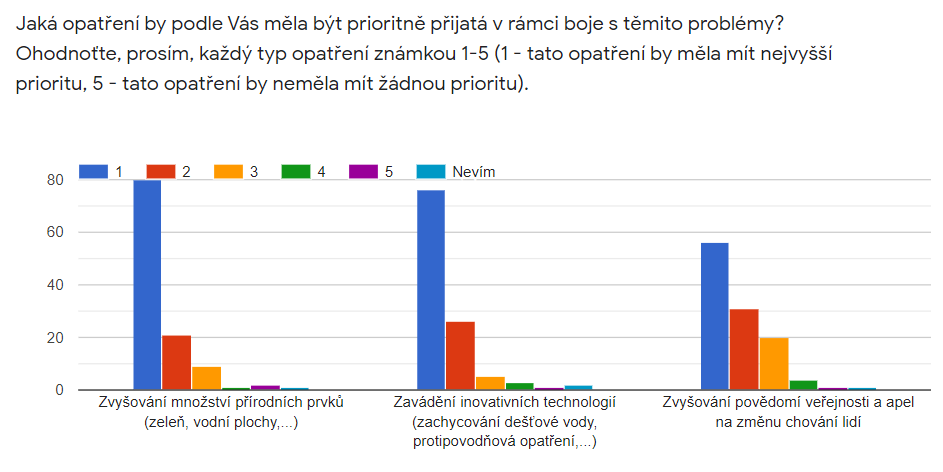 Jaká opatření by podle Vás měla být prioritně přijatá v rámci boje s těmito problémy?
Ohodnoťte, prosím, každý typ opatření známkou 1-5 (1 - tato opatření by měla mít nejvyšší
prioritu, 5 - tato opatření by neměla mít žádnou prioritu).
1 2 3 4 5 Nevím
80
60
40
20
0
Zvyšování množství přírodních prvků
(zeleň, vodní plochy,...)
Zavádění inovativních technologií
(zachycování dešťové vody,
protipovodňová opatření,...)
Zvyšování povědomí veřejnosti a apel
na změnu chování lidí